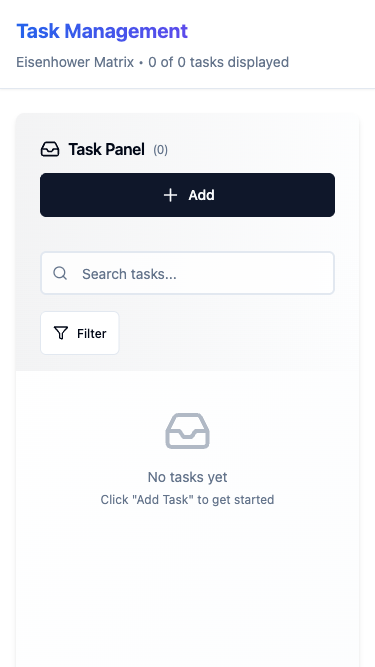 Task Management
Eisenhower Matrix • 0 of 0 tasks displayed
Task Panel (0)
Add
Search tasks...
Filter
No tasks yet
Click "Add Task" to get started